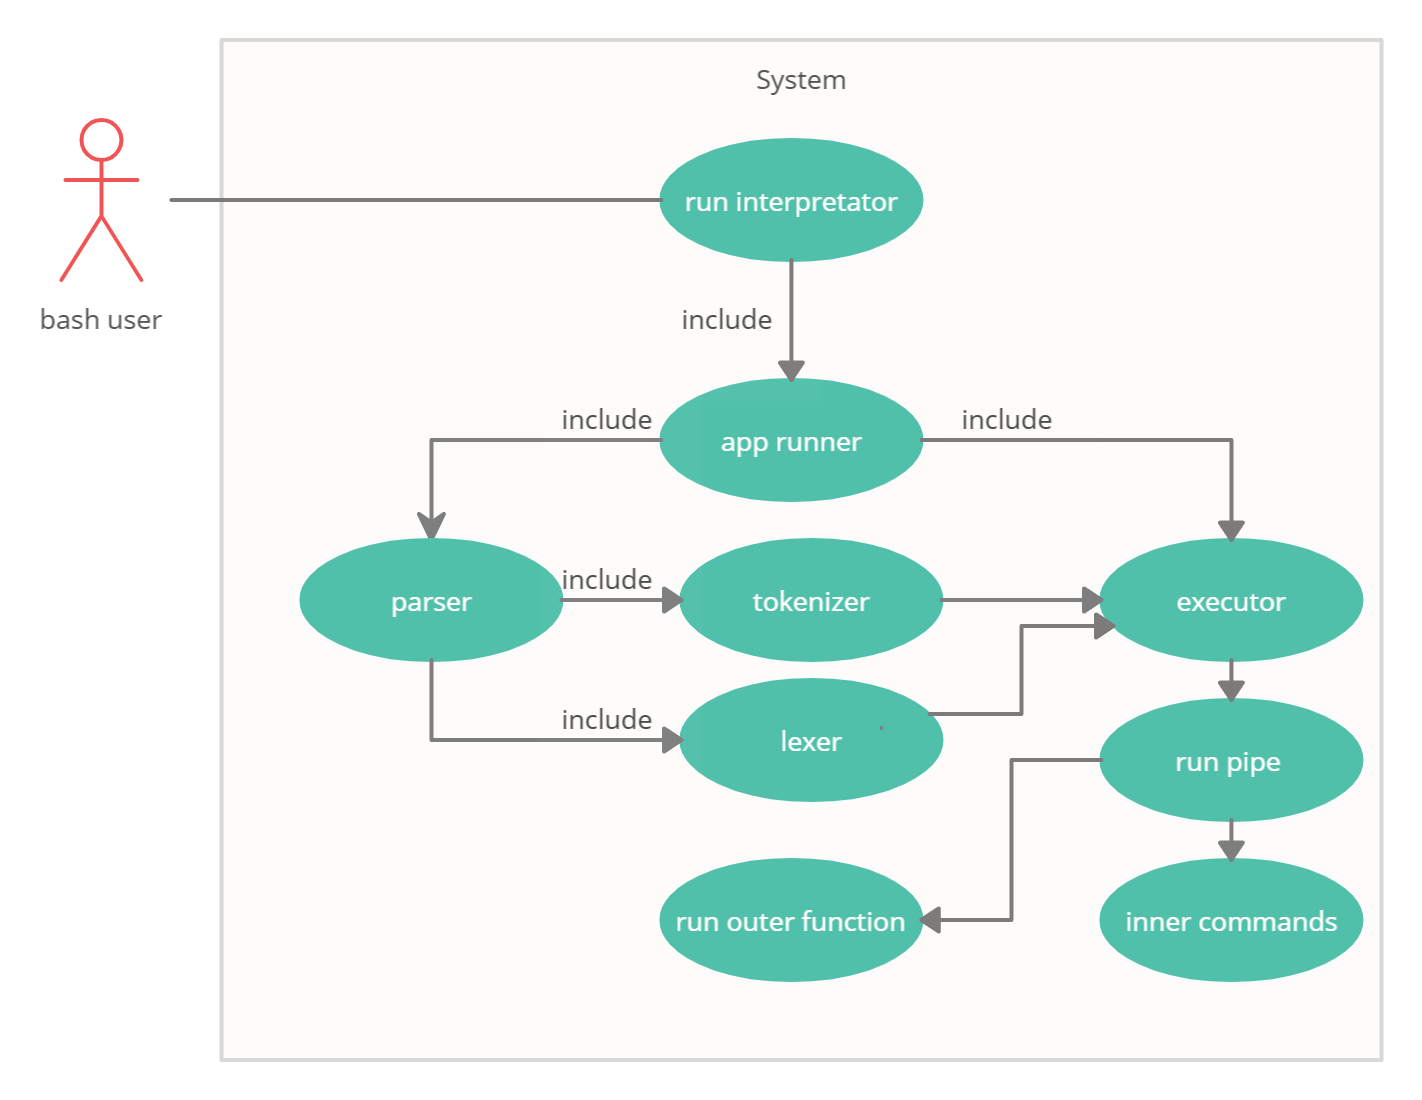 System
run interpretator
bash user
include
include
include
app runner
include
parser
tokenizer
executor
include
lexer
run pipe
run outer function
inner commands